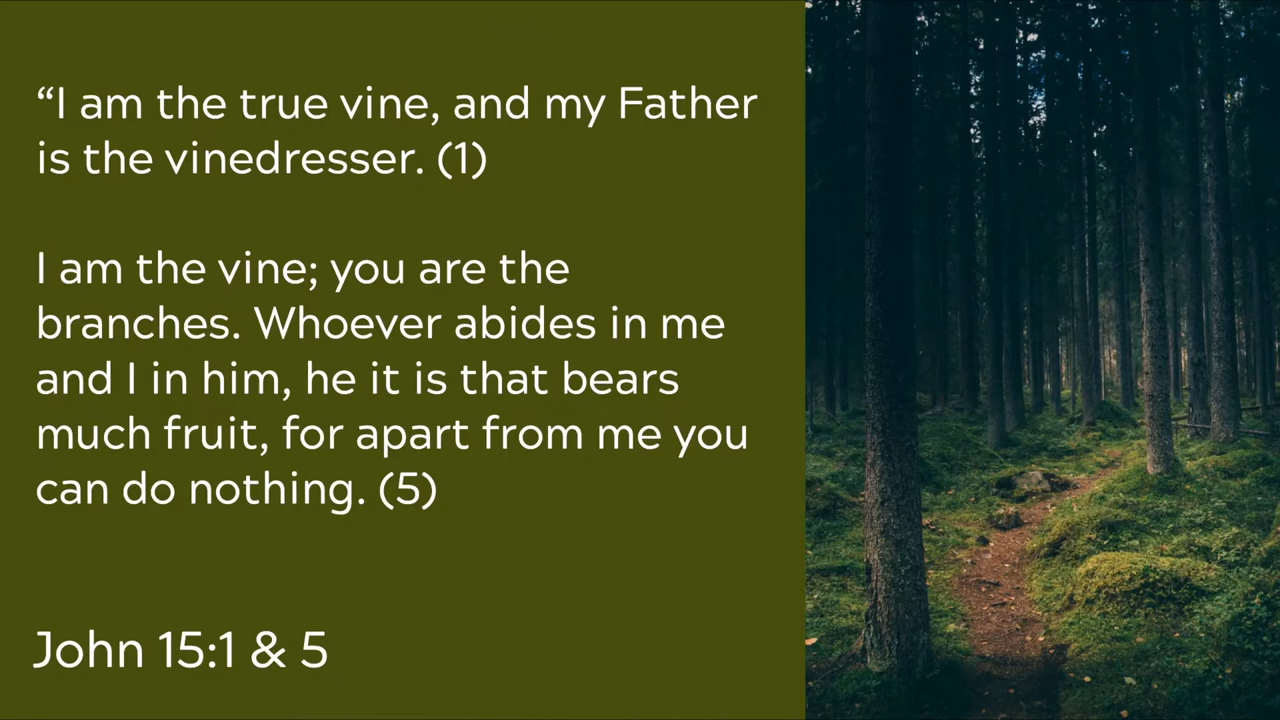 “I am the true vine, and my Father
is the vinedresser. (1)
I am the vine; you are the
branches. Whoever abides in me
and I in him, he it is that bears
much fruit, for apart from me you
can do nothing. (5)
John 15:1 & 5